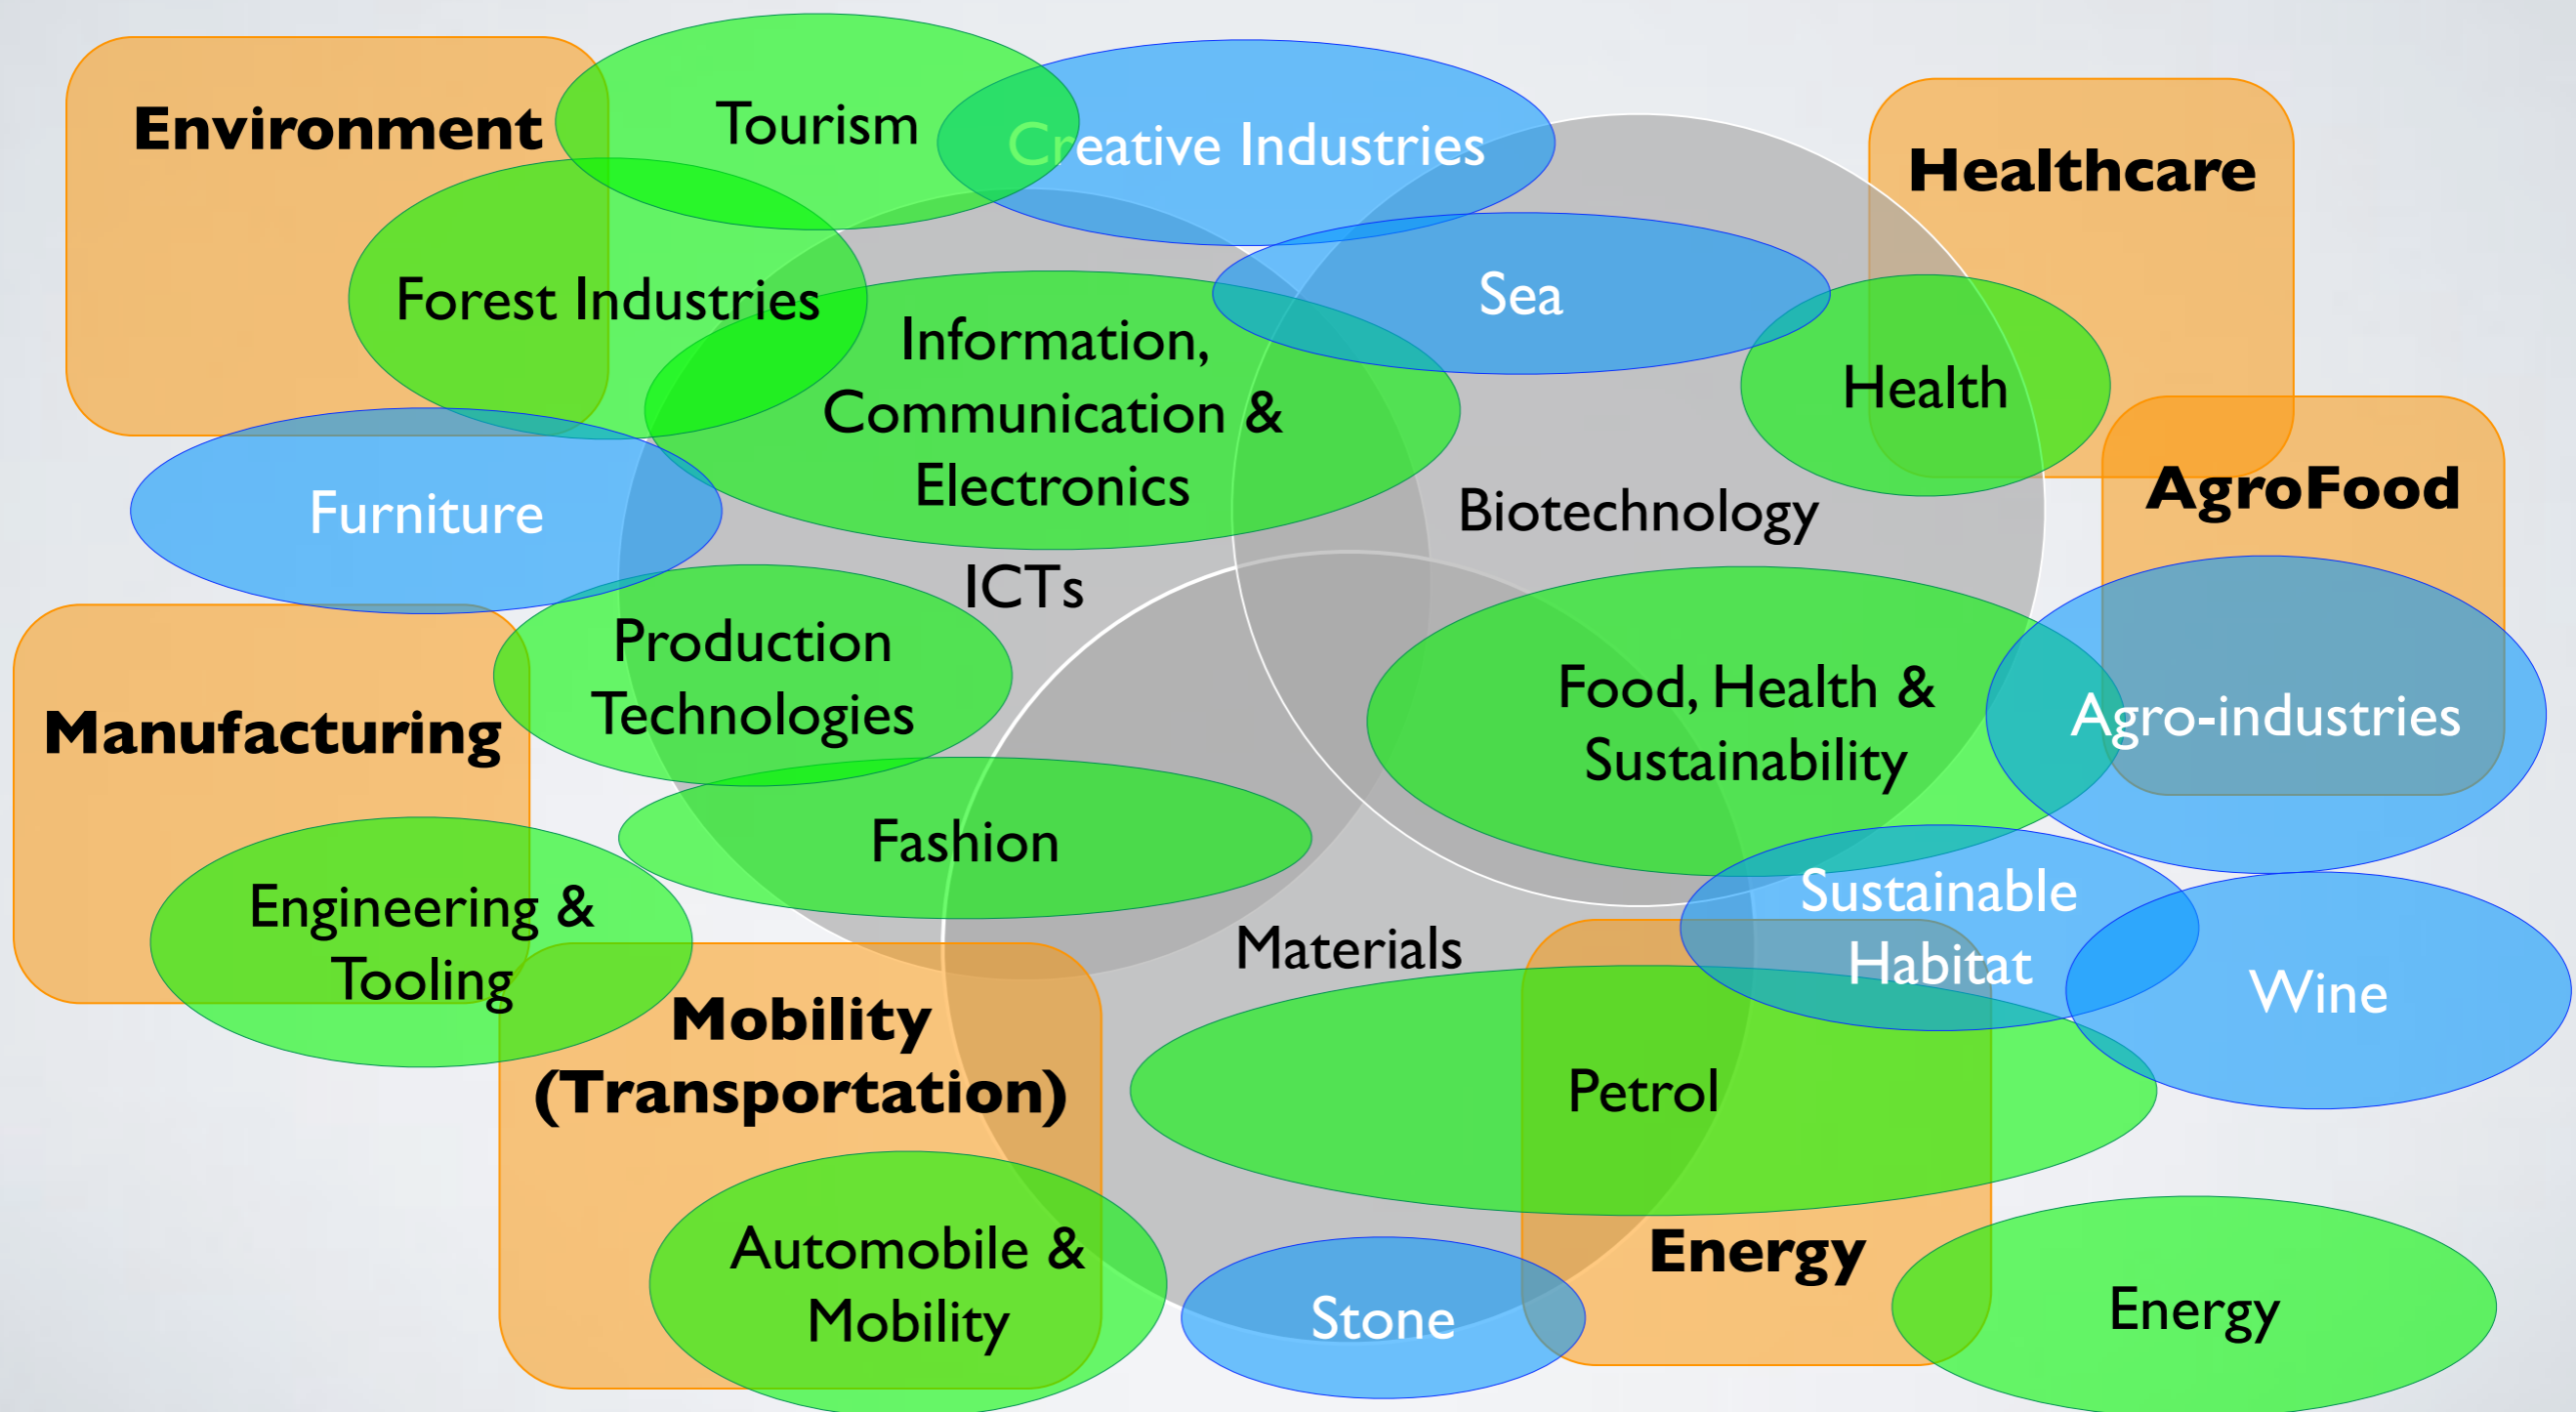 Environment
Tourism
Creative Industries
Healthcare
Forest Industries
Sea
Information,
Communication &
Electronics
Health
Furniture
Biotechnology
AgroFood
ICTs
Production
Technologies
Manufacturing
Food, Health &
Sustainability
Agro-industries
Fashion
Engineering &
Tooling
Sustainable
Habitat
Materials
Wine
Mobility
(Transportation)
Petrol
Automobile &
Mobility
Stone
Energy
Energy